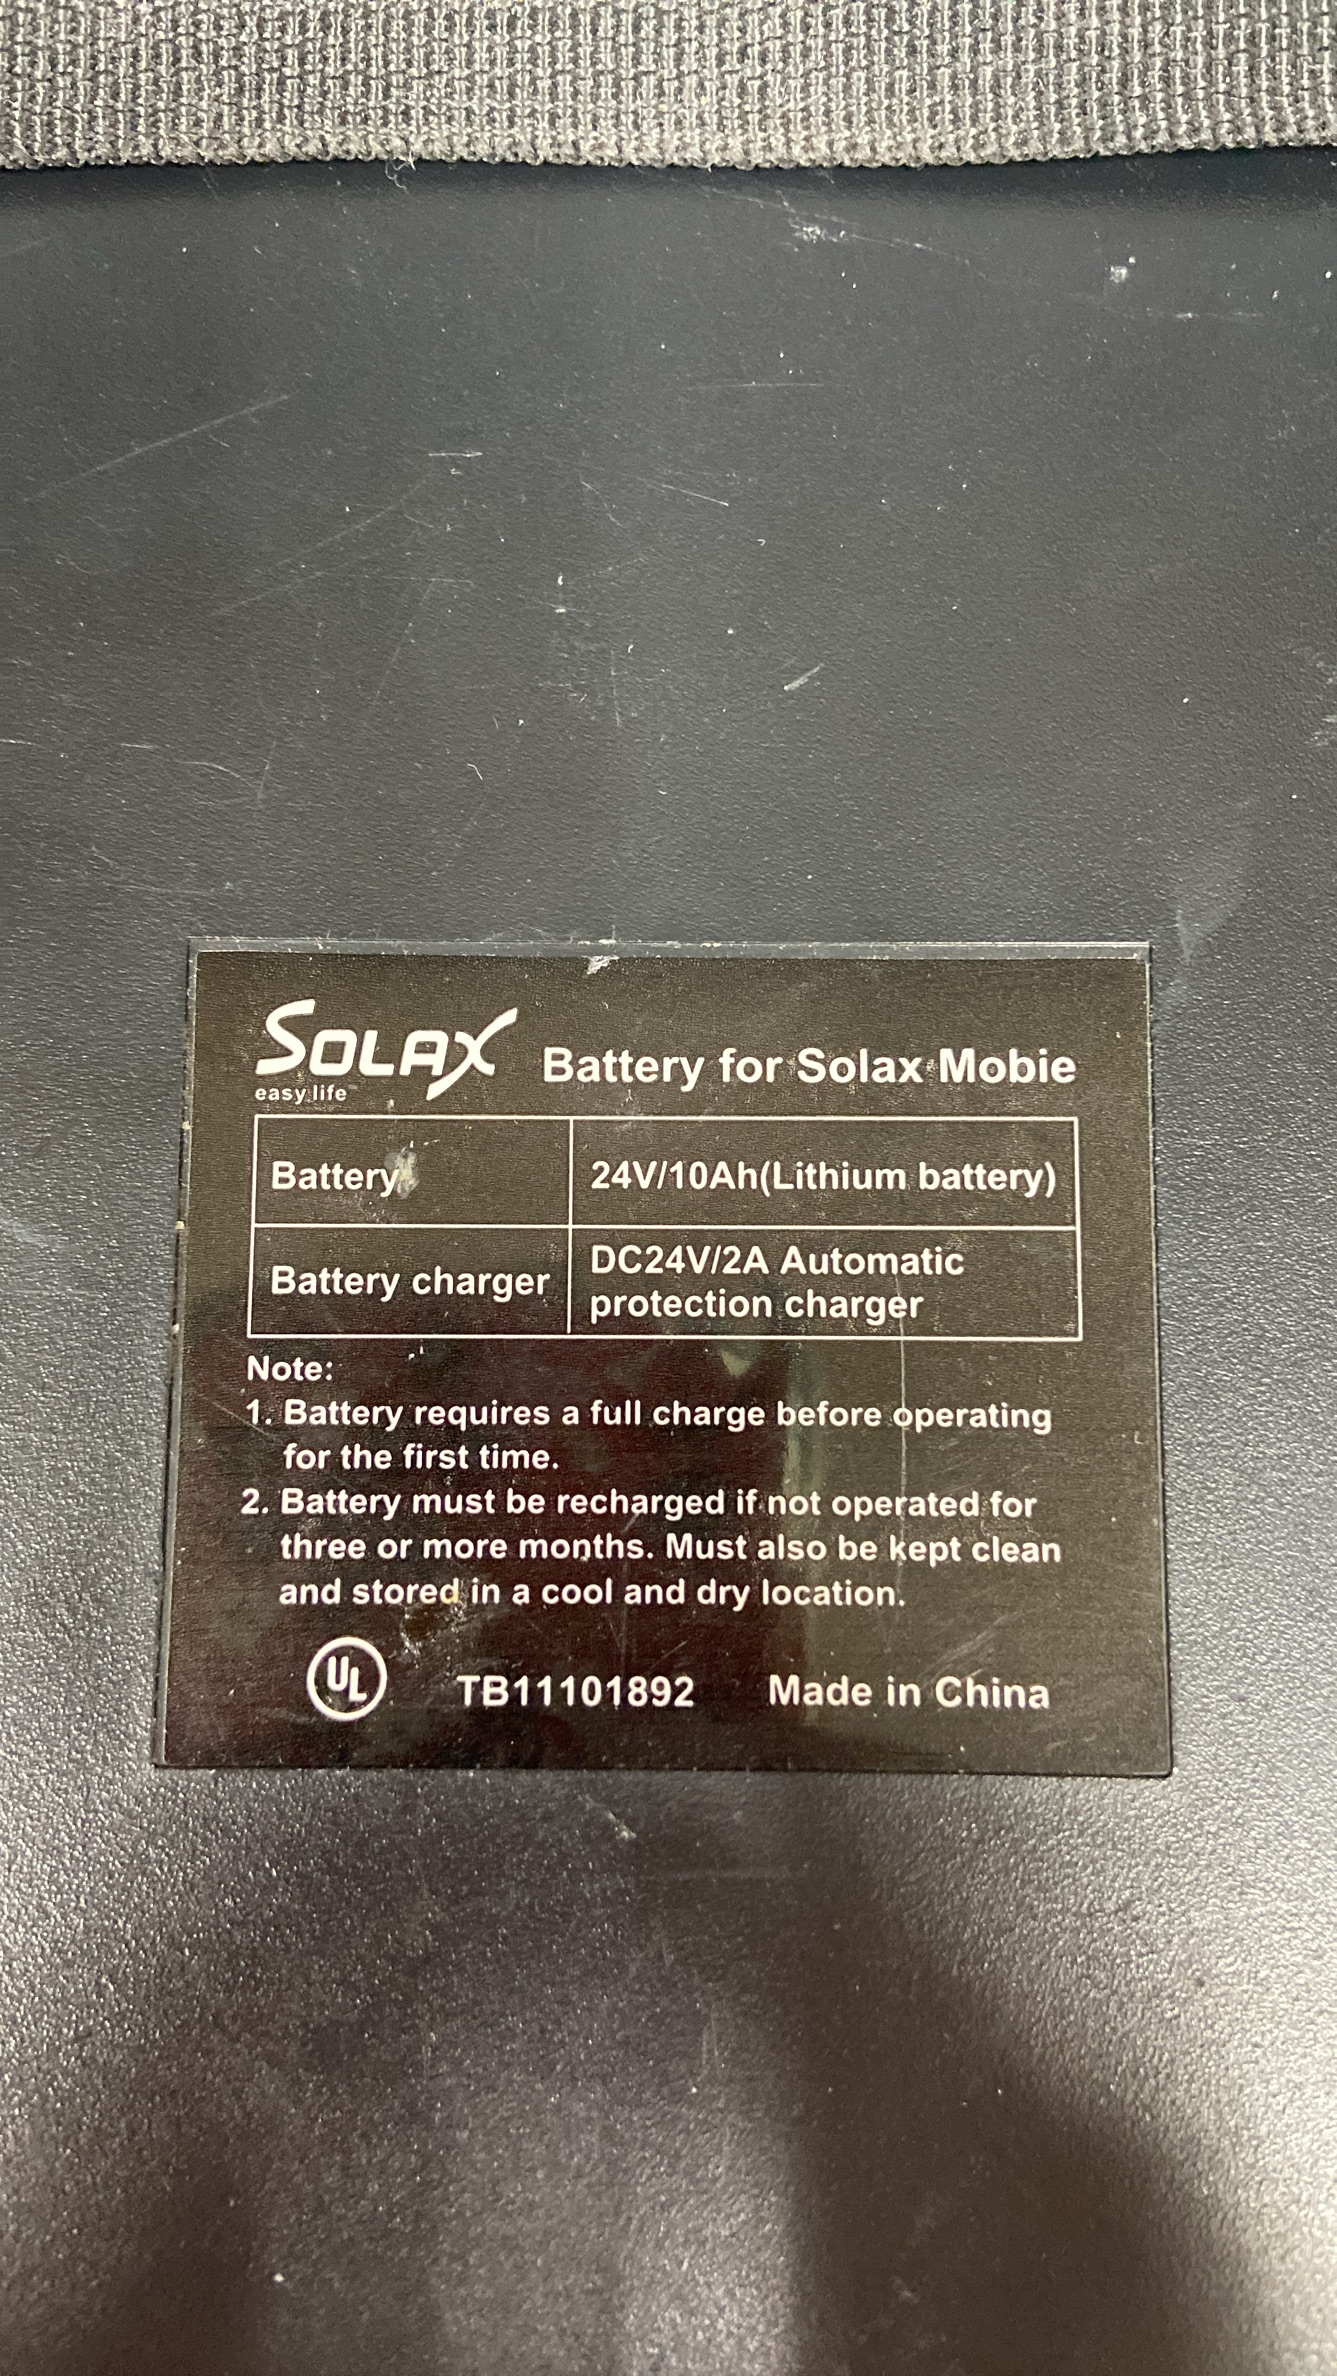 SOLAX
easy life
Battery for Solax Mobie
Battery
24V/10Ah(Lithium battery)
Battery charger
DC24V/2A Automatic
protection charger
Note:
1. Battery requires a full charge before operating
for the first time.
2. Battery must be recharged if not operated for
three or more months. Must also be kept clean
and stored in a cool and dry location.
UL
TB11101892
Made in China